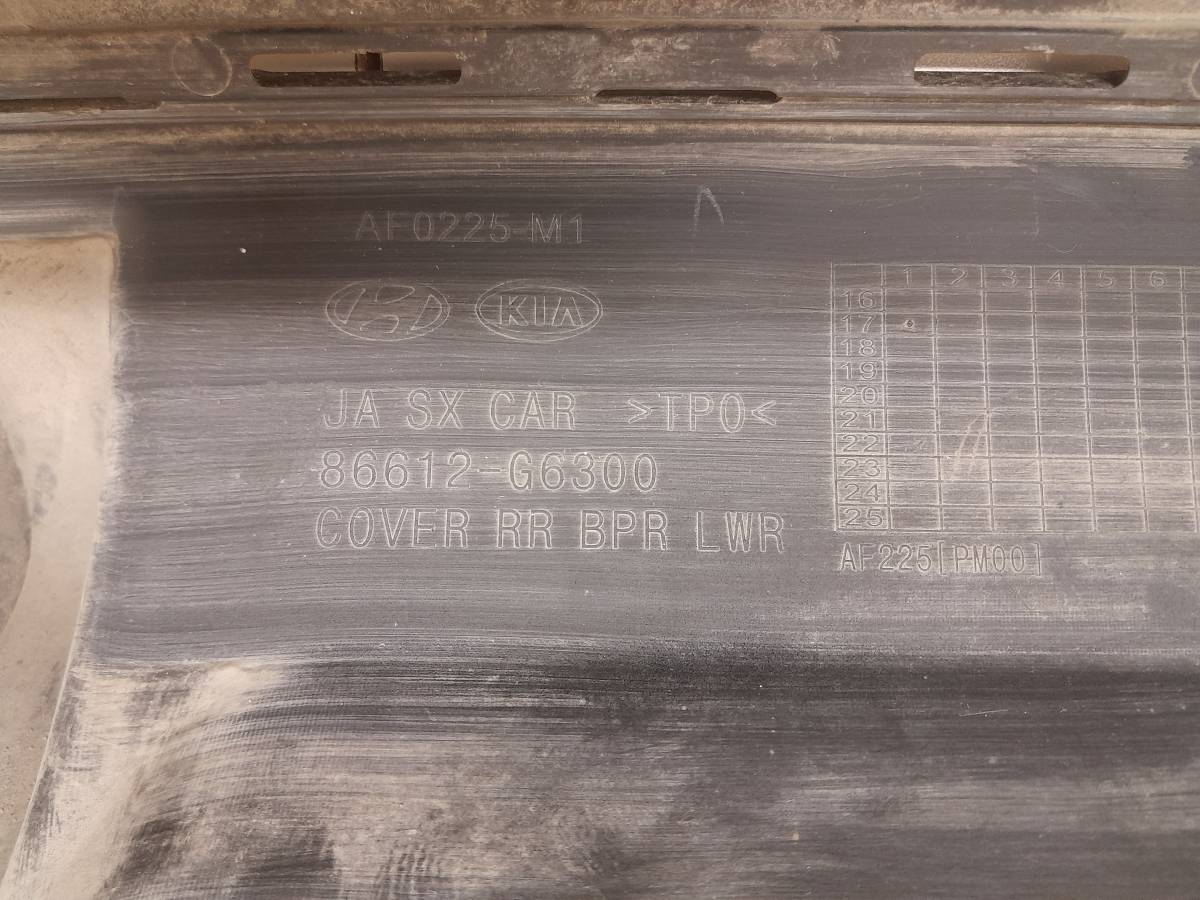 AF0225-M1
H KIA
JA SX CAR >TPO<
86612-G6300
COVER RR BPR LWR
1 2 3 4 5 6
16
17
18
19
20
21
22
23
24
25
AF225[PM00]